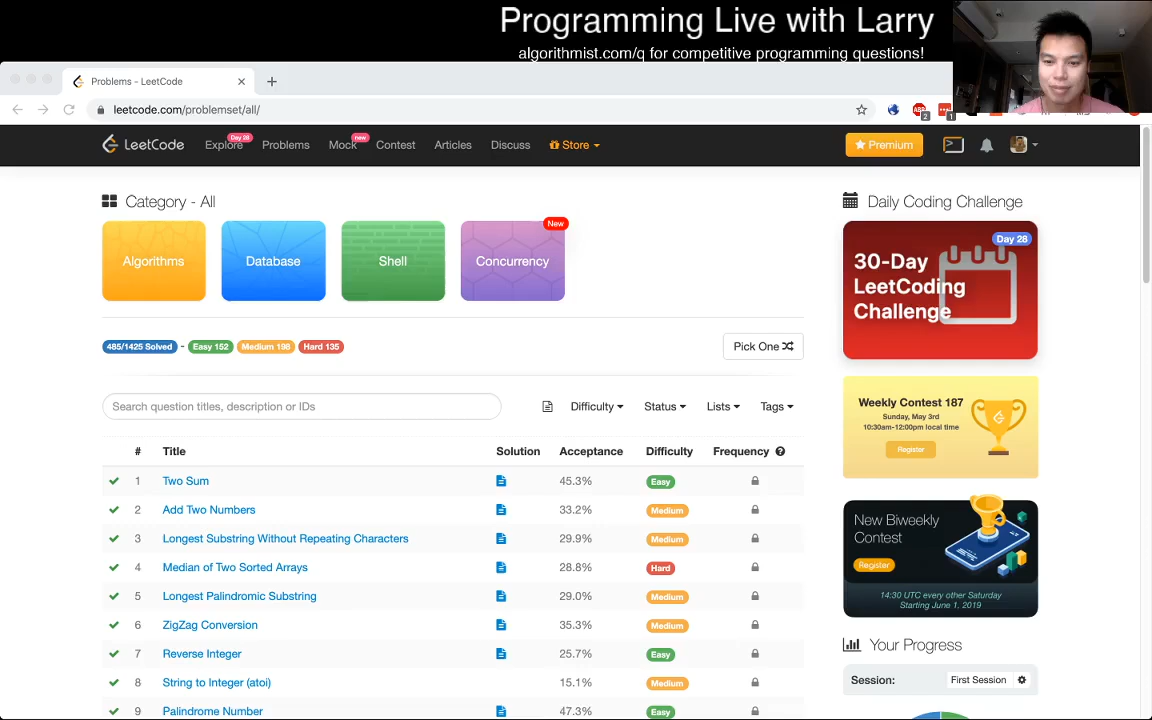 Programming Live with Larry
algorithmist.com/q for competitive programming questions!
Problems - LeetCode
leetcode.com/problemset/all/
2
1
LeetCode
Explore
Day 28
Problems
Mock
new
Contest
Articles
Discuss
Store
Premium
Category - All
Algorithms
Database
Shell
Concurrency
New
485/1425 Solved - Easy 152 Medium 198 Hard 135
Pick One
Search question titles, description or IDs
Difficulty
Status
Lists
Tags
# Title Solution Acceptance Difficulty Frequency
1 Two Sum 45.3% Easy
2 Add Two Numbers 33.2% Medium
3 Longest Substring Without Repeating Characters 29.9% Medium
4 Median of Two Sorted Arrays 28.8% Hard
5 Longest Palindromic Substring 29.0% Medium
6 ZigZag Conversion 35.3% Medium
7 Reverse Integer 25.7% Easy
8 String to Integer (atoi) 15.1% Medium
9 Palindrome Number 47.3% Easy
Daily Coding Challenge
Day 28
30-Day
LeetCoding
Challenge
Weekly Contest 187
Sunday, May 3rd
10:30am-12:00pm local time
Register
New Biweekly
Contest
Register
14:30 UTC every other Saturday
Starting June 1, 2019
Your Progress
Session:
First Session